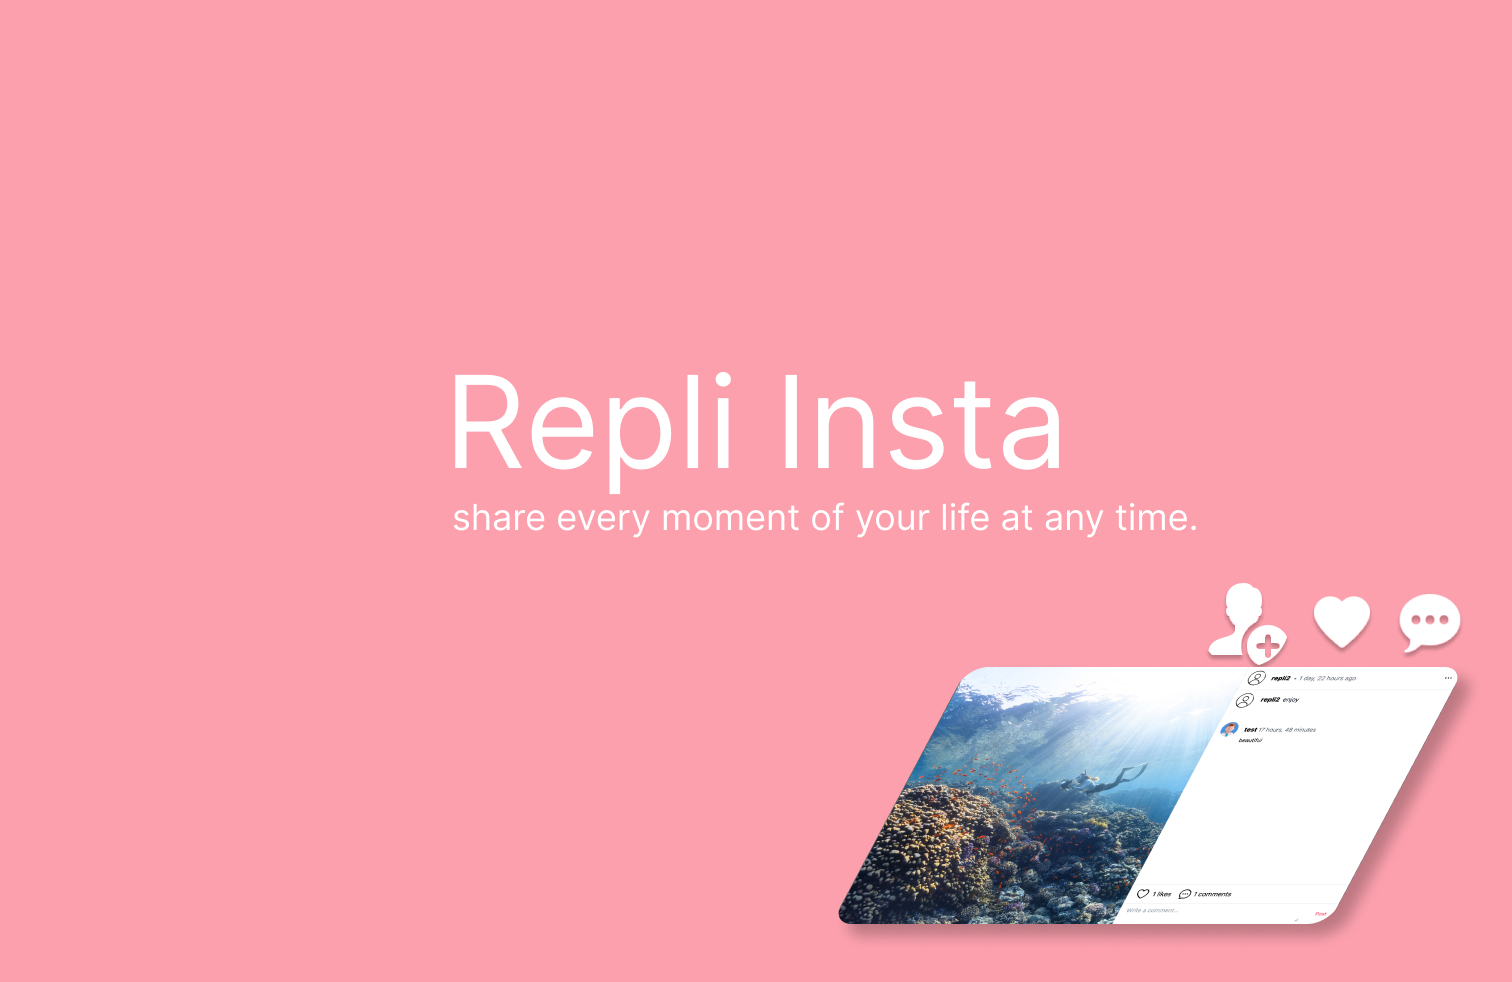 Repli Insta
share every moment of your life at any time.
repli2 • 1 day, 22 hours ago
repli2 enjoy
test 17 hours, 48 minutes
beautiful
1 likes 1 comments
Write a comment...
Post